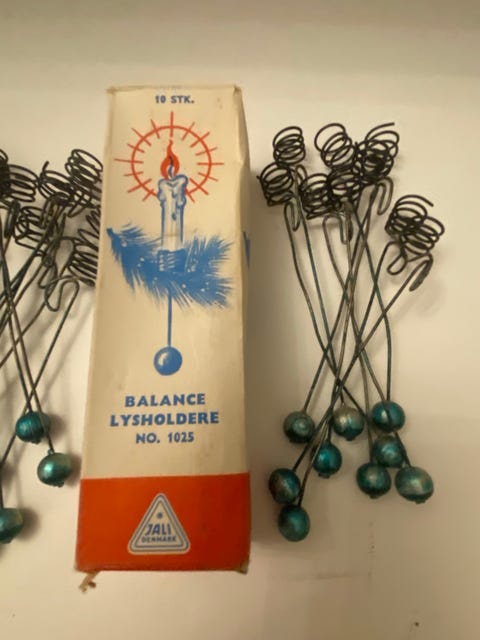 10 STK.
BALANCE
LYSHOLDERE
NO. 1025
JALI
DENMARK